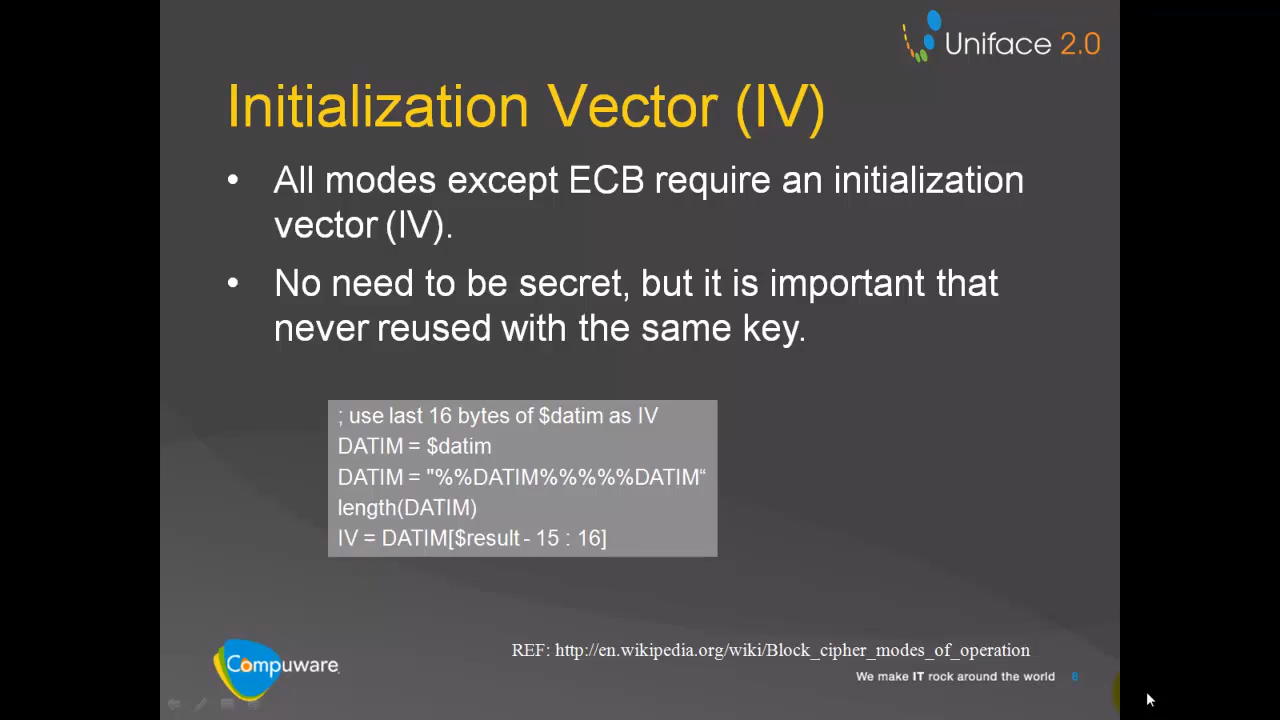 Uniface 2.0
Initialization Vector (IV)
• All modes except ECB require an initialization
vector (IV).
• No need to be secret, but it is important that
never reused with the same key.
; use last 16 bytes of $datim as IV
DATIM = $datim
DATIM = "%%DATIM%%%%%DATIM“
length(DATIM)
IV = DATIM[$result - 15 : 16]
REF: http://en.wikipedia.org/wiki/Block_cipher_modes_of_operation
Compuware
We make IT rock around the world 6